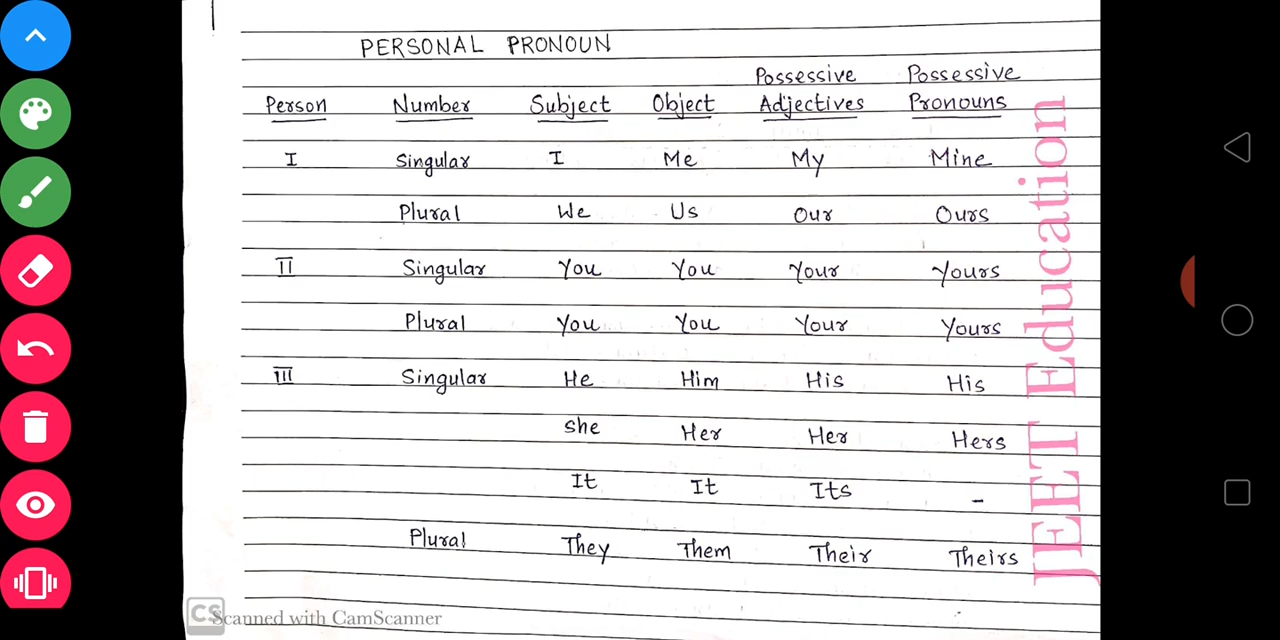 PERSONAL PRONOUN
Possessive Possessive
Person Number Subject Object Adjectives Pronouns
I Singular I Me My Mine
Plural We Us Our Ours
II Singular You You Your Yours
Plural You You Your Yours
III Singular He Him His His
She Her Her Hers
It It Its -
Plural They Them Their Theirs
JEET Education
CS Scanned with CamScanner